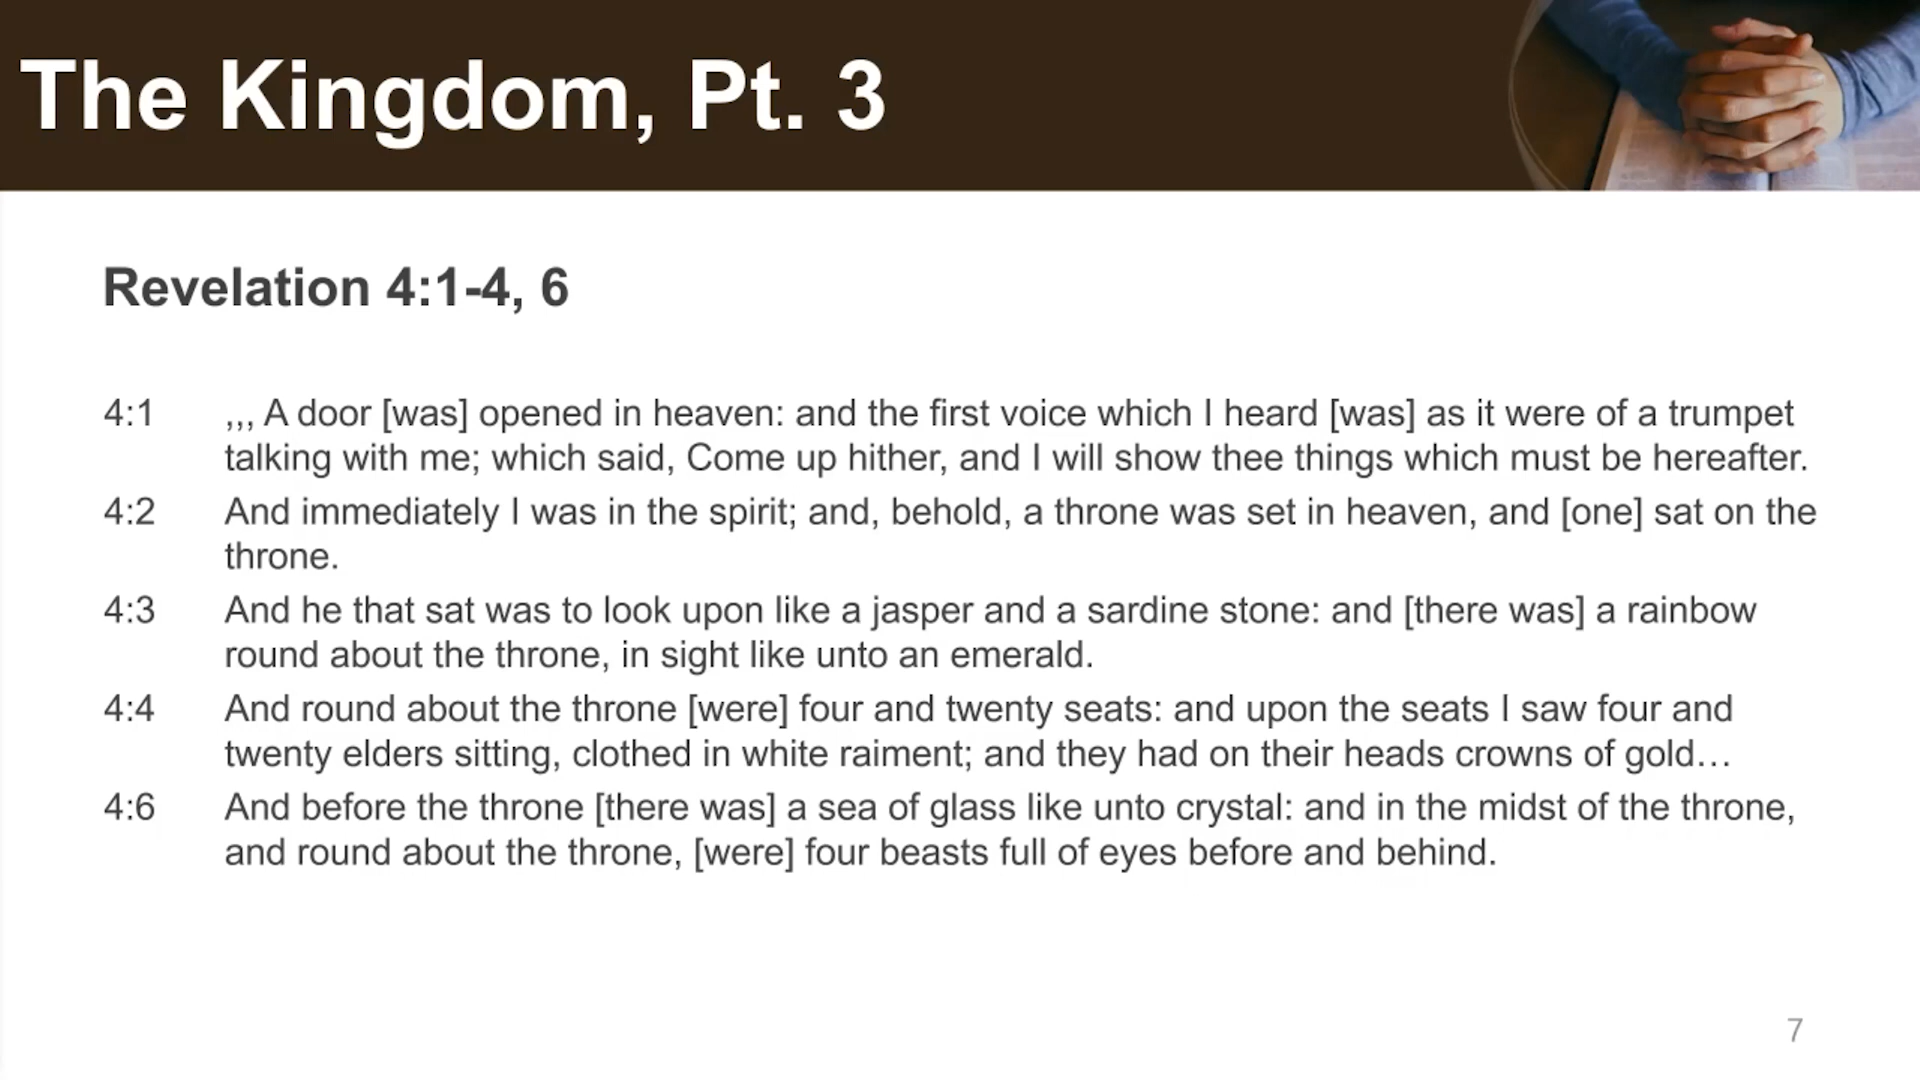 The Kingdom, Pt. 3
Revelation 4:1-4, 6
4:1 ,,, A door [was] opened in heaven: and the first voice which I heard [was] as it were of a trumpet
talking with me; which said, Come up hither, and I will show thee things which must be hereafter.
4:2 And immediately I was in the spirit; and, behold, a throne was set in heaven, and [one] sat on the
throne.
4:3 And he that sat was to look upon like a jasper and a sardine stone: and [there was] a rainbow
round about the throne, in sight like unto an emerald.
4:4 And round about the throne [were] four and twenty seats: and upon the seats I saw four and
twenty elders sitting, clothed in white raiment; and they had on their heads crowns of gold…
4:6 And before the throne [there was] a sea of glass like unto crystal: and in the midst of the throne,
and round about the throne, [were] four beasts full of eyes before and behind.
7